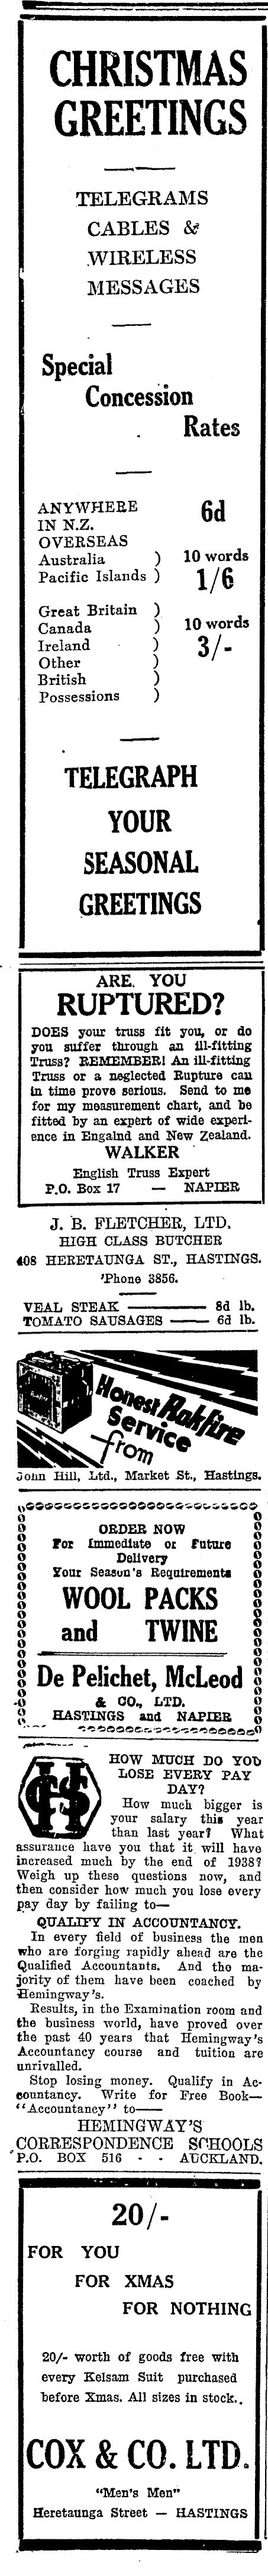 CHRISTMAS
GREETINGS
TELEGRAMS
CABLES &
WIRELESS
MESSAGES
Special
Concession
Rates
ANYWHERE
IN N.Z. 6d
OVERSEAS
Australia ) 10 words
Pacific Islands ) 1/6
Great Britain )
Canada ) 10 words
Ireland ) 3/-
Other )
British )
Possessions )
TELEGRAPH
YOUR
SEASONAL
GREETINGS
ARE YOU
RUPTURED?
DOES your truss fit you, or do
you suffer through an ill-fitting
Truss? REMEMBER! An ill-fitting
Truss or a neglected Rupture can
in time prove serious. Send to me
for my measurement chart, and be
fitted by an expert of wide experi-
ence in Engalnd and New Zealand.
WALKER
English Truss Expert
P.O. Box 17 — NAPIER
J. B. FLETCHER, LTD.
HIGH CLASS BUTCHER
408 HERETAUNGA ST., HASTINGS.
'Phone 3856.
VEAL STEAK — 8d lb.
TOMATO SAUSAGES — 6d lb.
Honest Bakfire
Service
from
John Hill, Ltd., Market St., Hastings.
ORDER NOW
For Immediate or Future
Delivery
Your Season's Requirements
WOOL PACKS
and TWINE
De Pelichet, McLeod
& CO., LTD.
HASTINGS and NAPIER
HOW MUCH DO YOU
LOSE EVERY PAY
DAY?
How much bigger is
your salary this year
than last year? What
assurance have you that it will have
increased much by the end of 1938?
Weigh up these questions now, and
then consider how much you lose every
pay day by failing to—
QUALIFY IN ACCOUNTANCY.
In every field of business the men
who are forging rapidly ahead are the
Qualified Accountants. And the ma-
jority of them have been coached by
Hemingway's.
Results, in the Examination room and
the business world, have proved over
the past 40 years that Hemingway's
Accountancy course and tuition are
unrivalled.
Stop losing money. Qualify in Ac-
countancy. Write for Free Book—
"Accountancy" to—
HEMINGWAY'S
CORRESPONDENCE SCHOOLS
P.O. BOX 516 - - AUCKLAND.
20/-
FOR YOU
FOR XMAS
FOR NOTHING
20/- worth of goods free with
every Kelsam Suit purchased
before Xmas. All sizes in stock..
COX & CO. LTD.
"Men's Men"
Heretaunga Street — HASTINGS